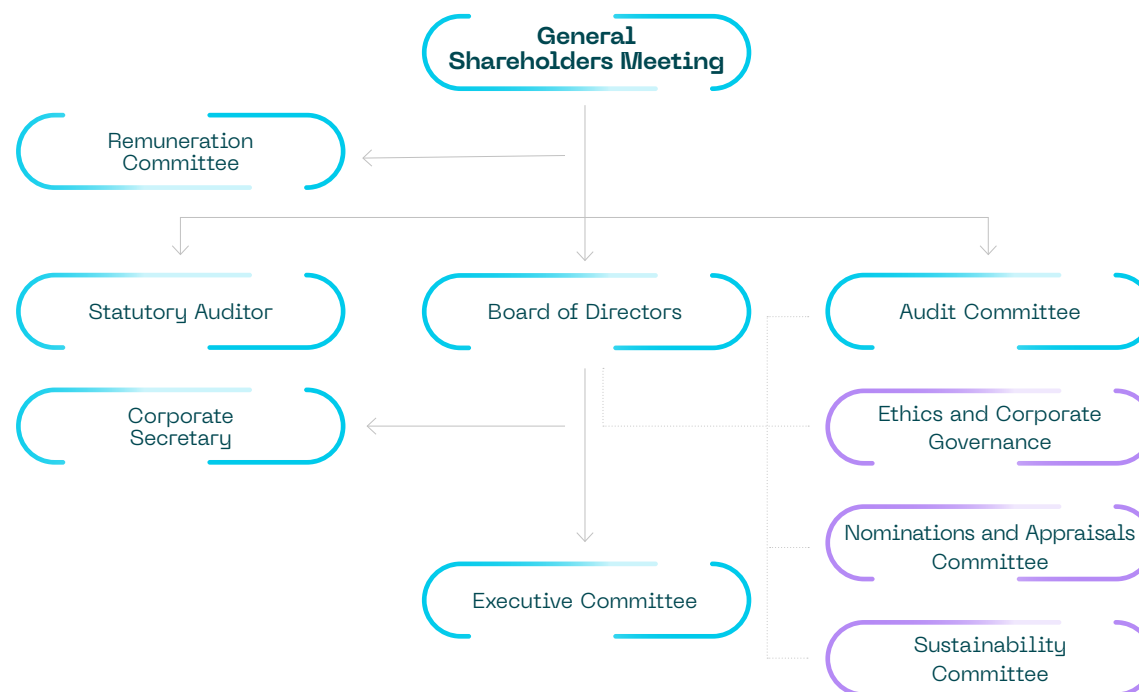 General
Shareholders Meeting
Remuneration
Committee
Statutory Auditor
Board of Directors
Audit Committee
Corporate
Secretary
Ethics and Corporate
Governance
Nominations and Appraisals
Committee
Executive Committee
Sustainability
Committee